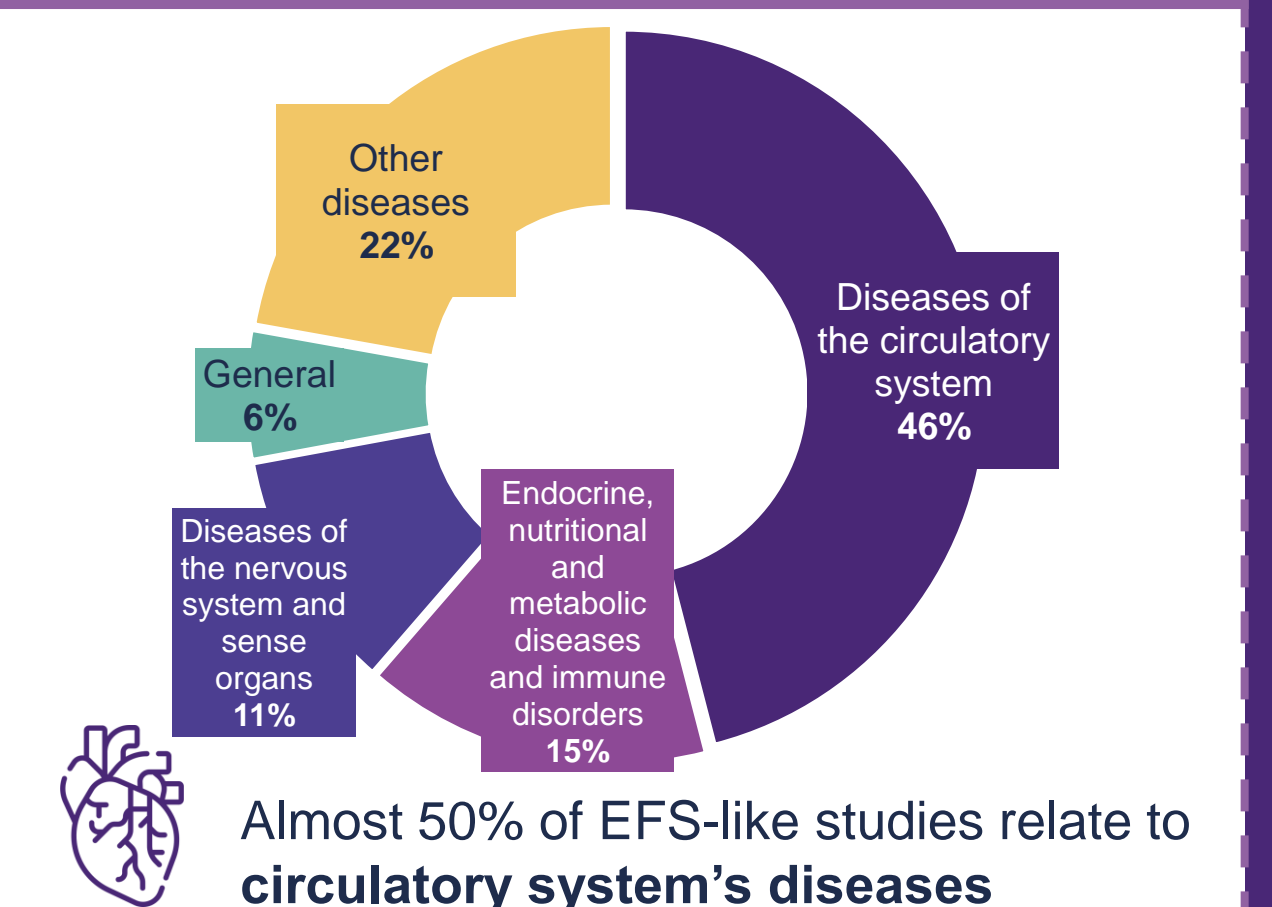 Other
diseases
22%
Diseases of
the circulatory
system
46%
General
6%
Endocrine,
nutritional
and
metabolic
diseases
and immune
disorders
15%
Diseases of
the nervous
system and
sense
organs
11%
Almost 50% of EFS-like studies relate to
circulatory system’s diseases